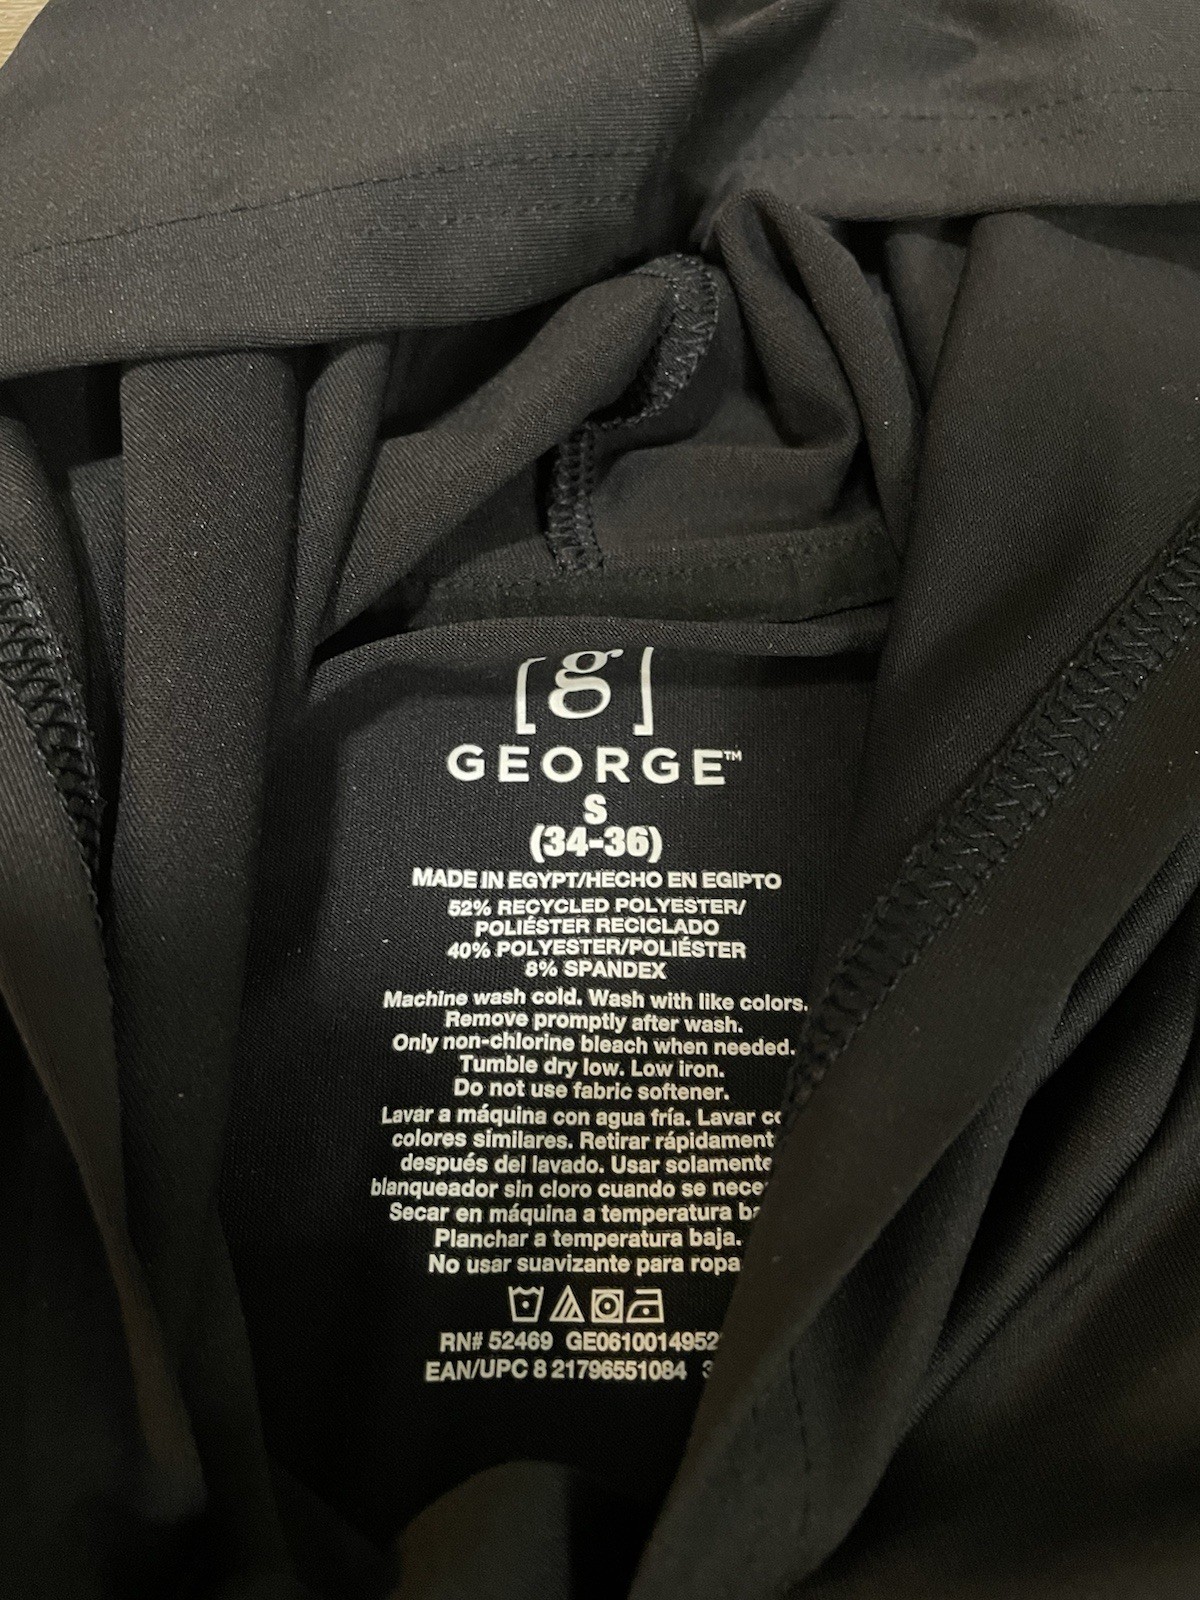 [g]
GEORGE™
S
(34-36)
MADE IN EGYPT/HECHO EN EGIPTO
52% RECYCLED POLYESTER/
POLIÉSTER RECICLADO
40% POLYESTER/POLIÉSTER
8% SPANDEX
Machine wash cold. Wash with like colors.
Remove promptly after wash.
Only non-chlorine bleach when needed.
Tumble dry low. Low iron.
Do not use fabric softener.
Lavar a máquina con agua fría. Lavar
colores similares. Retirar
después del lavado. Usar solamente
blanqueador sin cloro cuando se
Secar en máquina a temperatura
Planchar a temperatura baja.
No usar suavizante para ropa
RN# 52469
EAN/UPC 8 21796551084